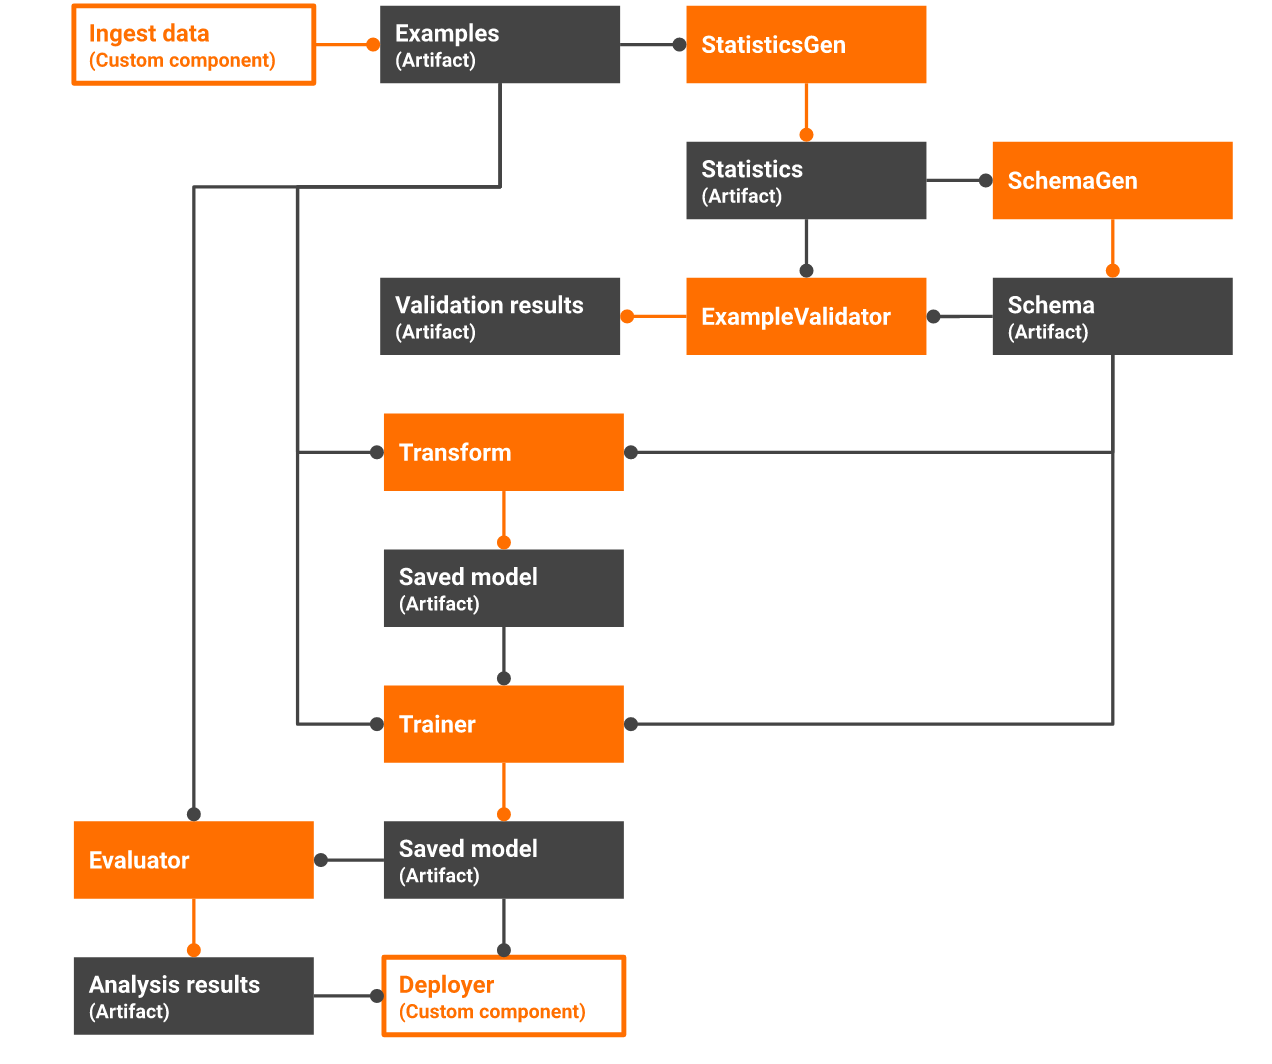 Ingest data
(Custom component)
Examples
(Artifact)
StatisticsGen
Statistics
(Artifact)
SchemaGen
Validation results
(Artifact)
ExampleValidator
Schema
(Artifact)
Transform
Saved model
(Artifact)
Trainer
Evaluator
Saved model
(Artifact)
Analysis results
(Artifact)
Deployer
(Custom component)